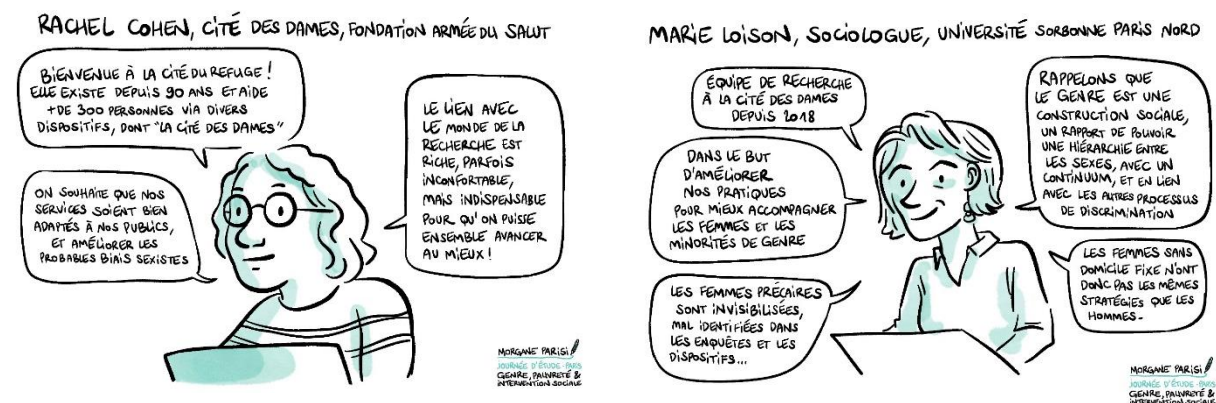 RACHEL COHEN, CITÉ DES DAMES, FONDATION ARMÉE DU SALUT
BIENVENUE À LA CITÉ DU REFUGE !
ELLE EXISTE DEPUIS 90 ANS ET AIDE
+ DE 300 PERSONNES VIA DIVERS
DISPOSITIFS, DONT "LA CITÉ DES DAMES"
ON SOUHAITE QUE NOS
SERVICES SOIENT BIEN
ADAPTÉS À NOS PUBLICS,
ET AMÉLIORER LES
PROBABLES BIAIS SEXISTES
LE LIEN AVEC
LE MONDE DE LA
RECHERCHE EST
RICHE, PARFOIS
INCONFORTABLE,
MAIS INDISPENSABLE
POUR QU'ON PUISSE
ENSEMBLE AVANCER
AU MIEUX !
MORGANE PARISI
JOURNÉE D'ÉTUDE - PARIS
GENRE, PAUVRETÉ &
INTERVENTION SOCIALE
MARIE LOISON, SOCIOLOGUE, UNIVERSITÉ SORBONNE PARIS NORD
ÉQUIPE DE RECHERCHE
À LA CITÉ DES DAMES
DEPUIS 2018
DANS LE BUT
D'AMÉLIORER
NOS PRATIQUES
POUR MIEUX ACCOMPAGNER
LES FEMMES ET LES
MINORITÉS DE GENRE
LES FEMMES PRÉCAIRES
SONT INVISIBILISÉES,
MAL IDENTIFIÉES DANS
LES ENQUÊTES ET LES
DISPOSITIFS...
RAPPELONS QUE
LE GENRE EST UNE
CONSTRUCTION SOCIALE,
UN RAPPORT DE POUVOIR
UNE HIÉRARCHIE ENTRE
LES SEXES, AVEC UN
CONTINUUM, ET EN LIEN
AVEC LES AUTRES PROCESSUS
DE DISCRIMINATION
LES FEMMES SANS
DOMICILE FIXE N'ONT
DONC PAS LES MÊMES
STRATÉGIES QUE LES
HOMMES.
MORGANE PARISI
JOURNÉE D'ÉTUDE - PARIS
GENRE, PAUVRETÉ &
INTERVENTION SOCIALE